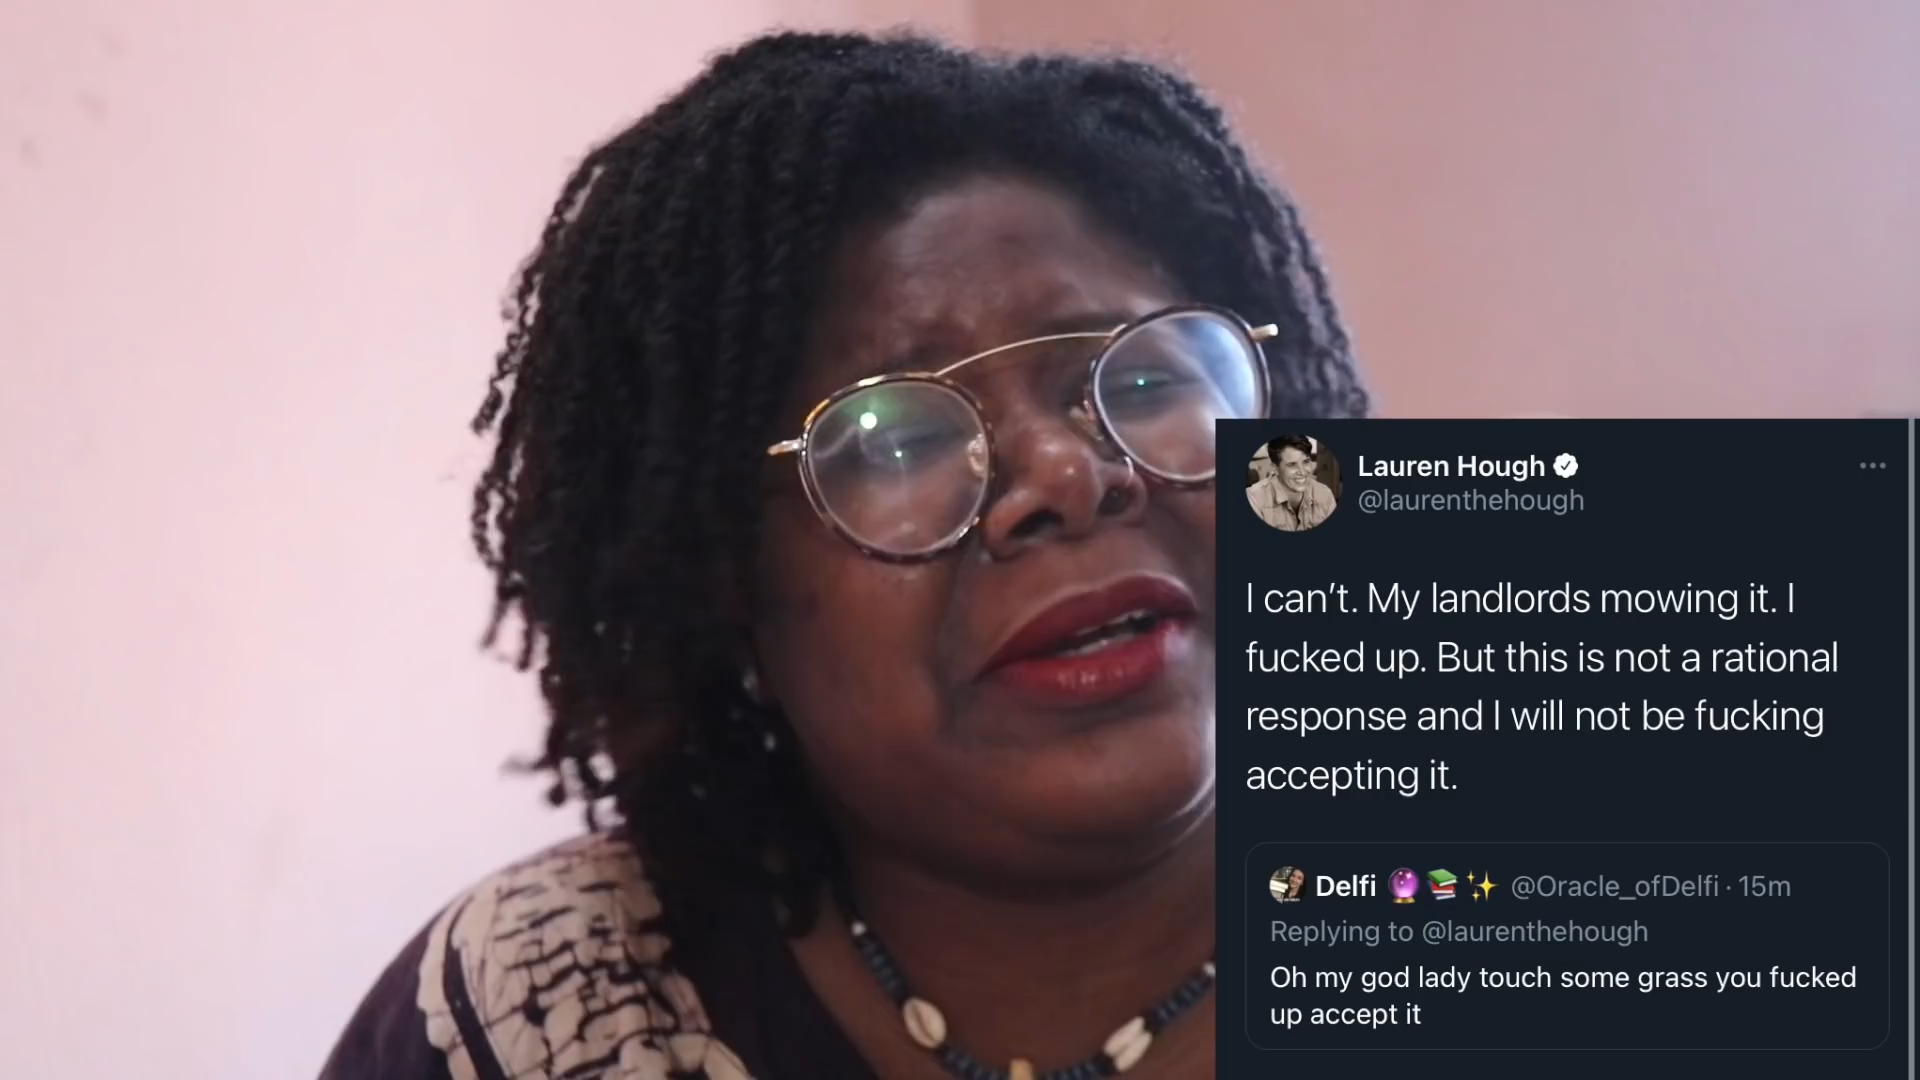 Lauren Hough
@laurenthehough
I can’t. My landlords mowing it. I
fucked up. But this is not a rational
response and I will not be fucking
accepting it.
Delfi 🔮📚✨ @Oracle_ofDelfi · 15m
Replying to @laurenthehough
Oh my god lady touch some grass you fucked
up accept it